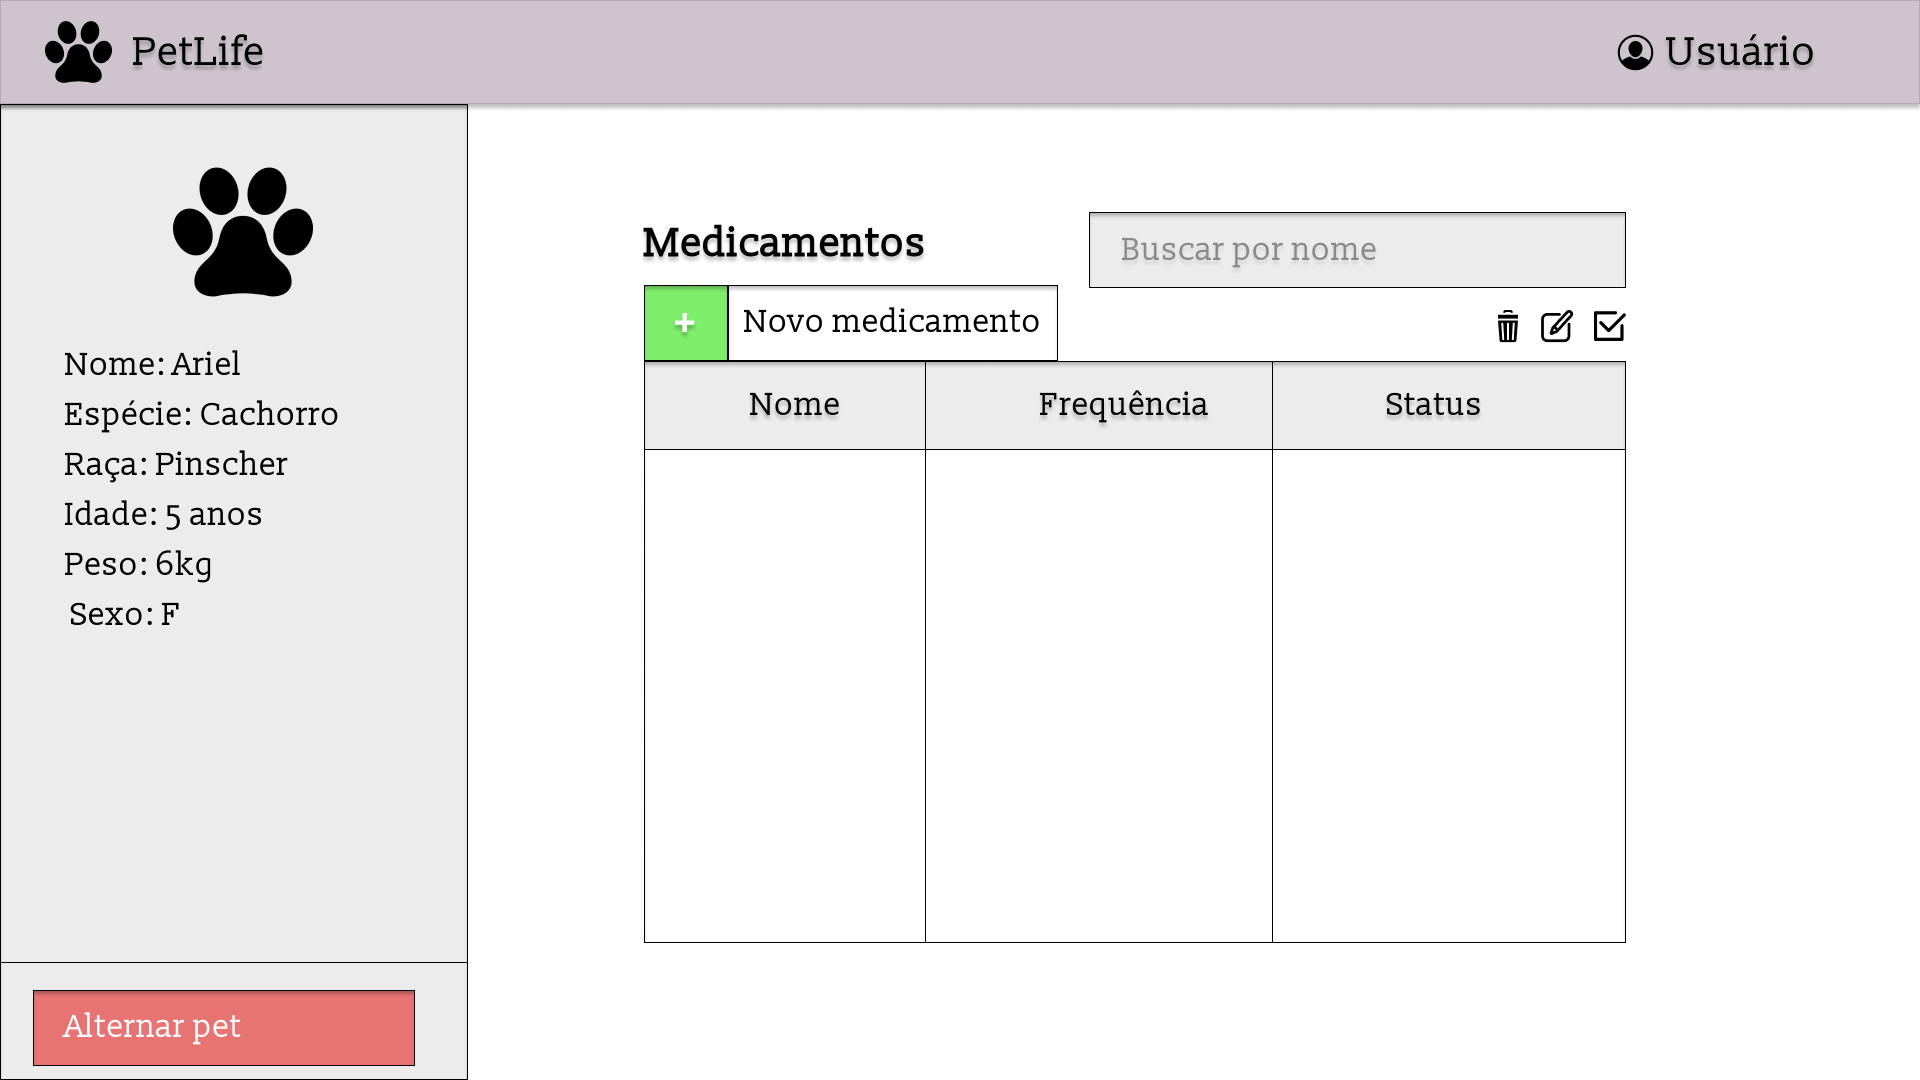 PetLife
Usuário
Nome: Ariel
Espécie: Cachorro
Raça: Pinscher
Idade: 5 anos
Peso: 6kg
Sexo: F
Alternar pet
Medicamentos
Buscar por nome
+ Novo medicamento
Nome Frequência Status